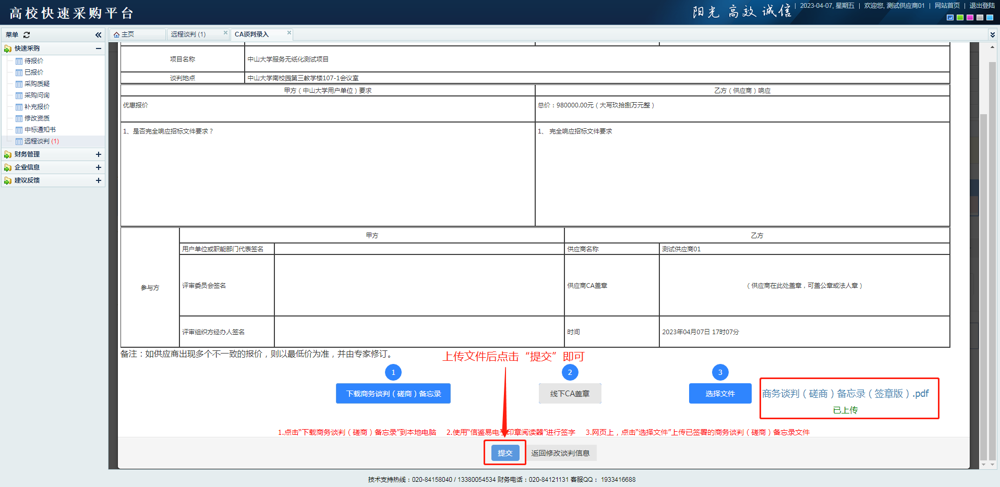 高校快速采购平台
阳光 高效 诚信
2023-04-07, 星期五 | 欢迎您, 测试供应商01 | 网站首页 | 退出登陆
菜单
主页
远程谈判 (1)
CA谈判录入
快速采购
待报价
已报价
采购质疑
采购问询
补充报价
修改资质
中标通知书
远程谈判 (1)
财务管理
企业信息
建议反馈
项目名称 中山大学服务无纸化测试项目
谈判地点 中山大学南校园第三教学楼107-1会议室
甲方（中山大学用户单位）要求 乙方（供应商）响应
优惠报价 总价：980000.00元（大写玖拾捌万元整）
1、是否完全响应招标文件要求？ 1、 完全响应招标文件要求
参与方
甲方 乙方
用户单位或职能部门代表签名 供应商名称 测试供应商01
评审委员会签名 供应商CA盖章 （供应商在此处盖章，可盖公章或法人章）
评审组织方经办人签名 时间 2023年04月07日 17时07分
备注：如供应商出现多个不一致的报价，则以最低价为准，并由专家修订。
上传文件后点击“提交”即可
1 2 3
下载商务谈判（磋商）备忘录 线下CA盖章 选择文件
商务谈判（磋商）备忘录（签章版）.pdf
已上传
1.点击“下载商务谈判（磋商）备忘录”到本地电脑 2.使用“信鉴易电子印章阅读器”进行签字 3.网页上，点击“选择文件”上传已签署的商务谈判（磋商）备忘录文件
提交 返回修改谈判信息
技术支持热线：020-84158040 / 13380054534 财务电话：020-84121131 客服QQ： 1933416688